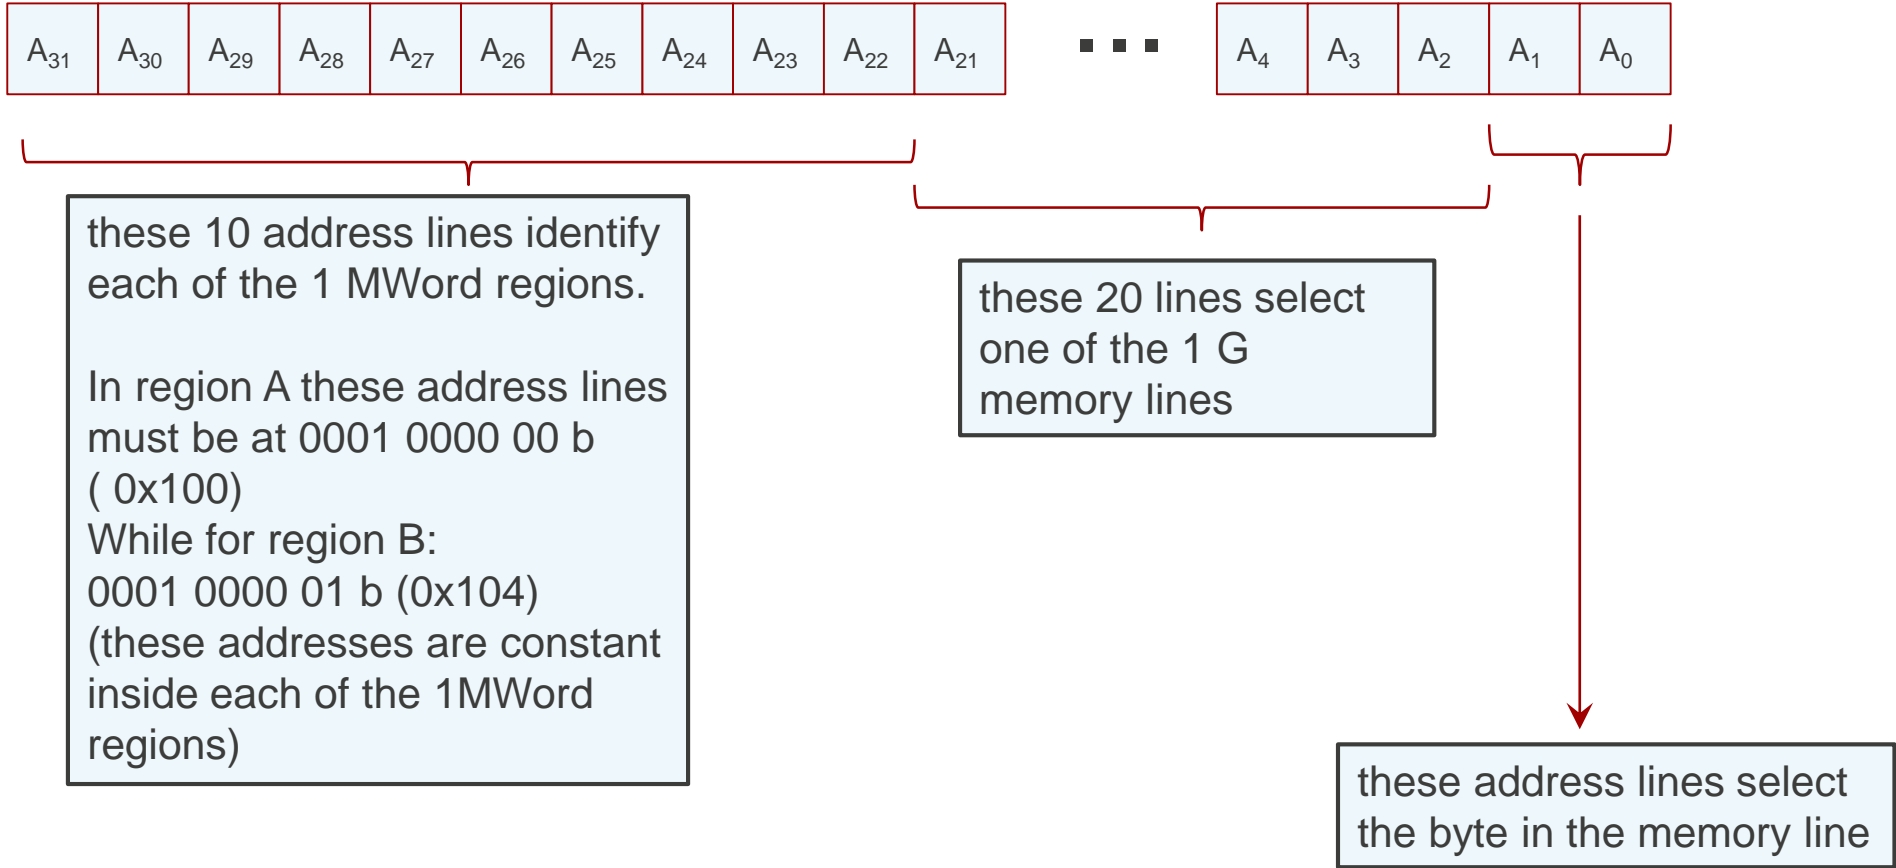 A31 A30 A29 A28 A27 A26 A25 A24 A23 A22 A21 ... A4 A3 A2 A1 A0
these 10 address lines identify
each of the 1 MWord regions.
In region A these address lines
must be at 0001 0000 00 b
( 0x100)
While for region B:
0001 0000 01 b (0x104)
(these addresses are constant
inside each of the 1MWord
regions)
these 20 lines select
one of the 1 G
memory lines
these address lines select
the byte in the memory line